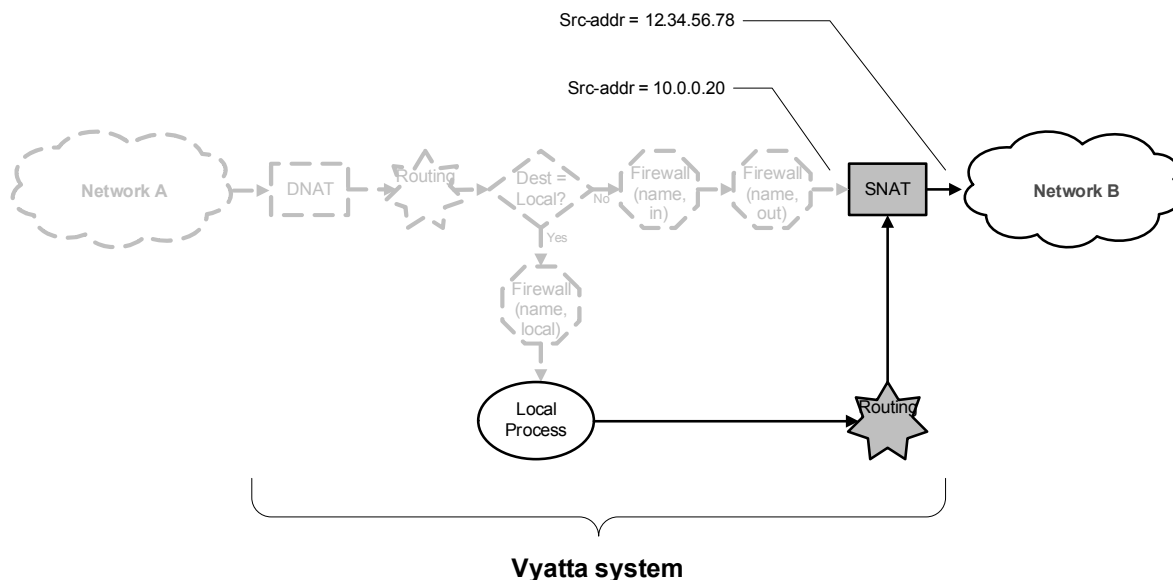 Src-addr = 12.34.56.78
Src-addr = 10.0.0.20
Network A
DNAT
Routing
Dest =
Local?
No
Yes
Firewall
(name,
in)
Firewall
(name,
out)
SNAT
Network B
Firewall
(name,
local)
Local
Process
Routing
Vyatta system